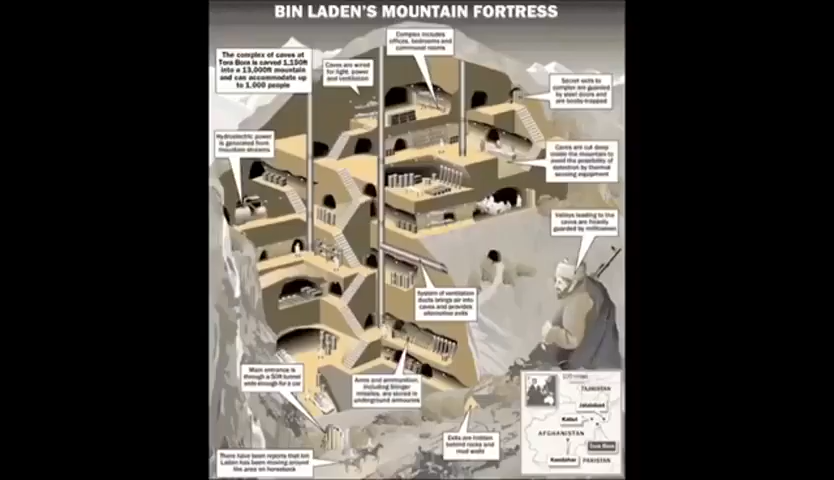 BIN LADEN'S MOUNTAIN FORTRESS
Complex includes
offices, bedrooms and
communal rooms
The complex of caves at
Tora Bora is carved 1,150ft
into a 13,000ft mountain
and can accommodate up
to 1,000 people
Caves are wired
for light, power
and ventilation
Secret exits to
complex are guarded
by steel doors and
are booby-trapped
Hydroelectric power
is generated from
mountain streams
Caves are cut deep
inside the mountain to
avoid the possibility of
detection by thermal
sensing equipment
Valleys leading to the
caves are heavily
guarded by militiamen
System of ventilation
ducts brings air into
caves and provides
alternative exits
Main entrance is
through a 50ft tunnel
wide enough for a car
Arms and ammunition,
including Stinger
missiles, are stored in
underground armouries
Exits are hidden
behind rocks and
mud walls
There have been reports that bin
Laden has been moving around
the area on horseback
Jalalabad
Kabul
AFGHANISTAN
Tora Bora
Kandahar
PAKISTAN